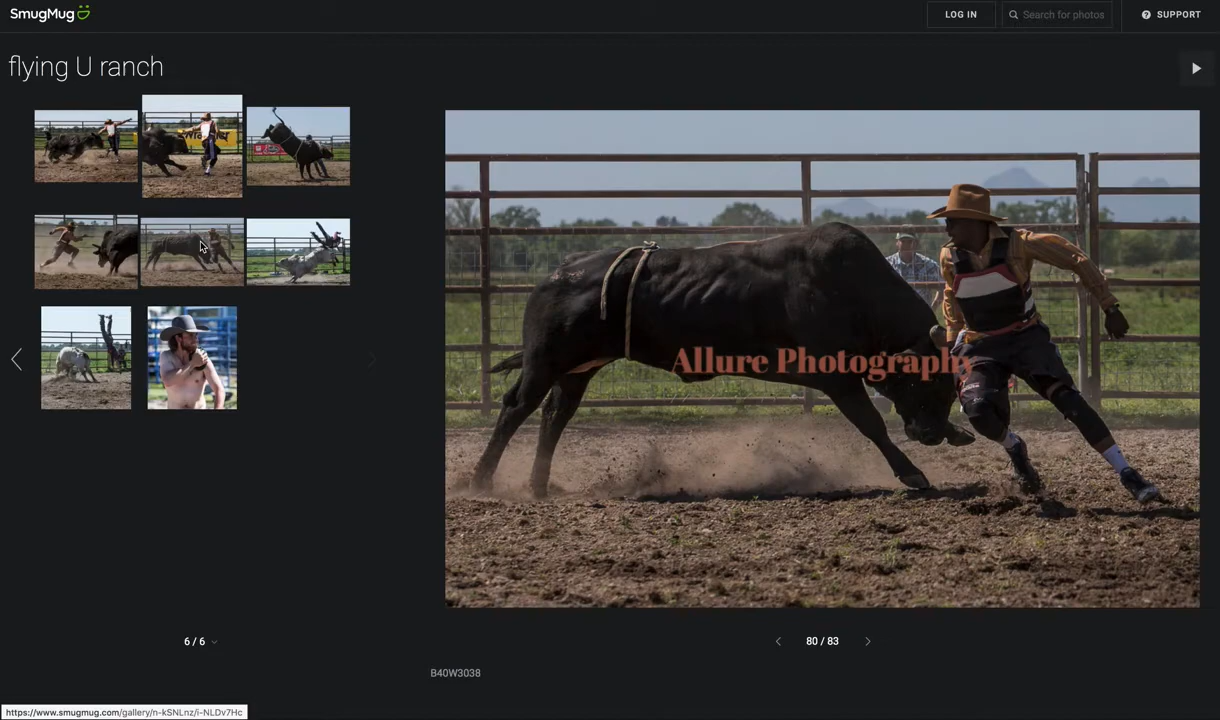 SmugMug
LOG IN
Search for photos
SUPPORT
flying U ranch
Allure Photography
6 / 6
80 / 83
B40W3038
https://www.smugmug.com/gallery/n-kSNLnz/i-NLDv7Hc